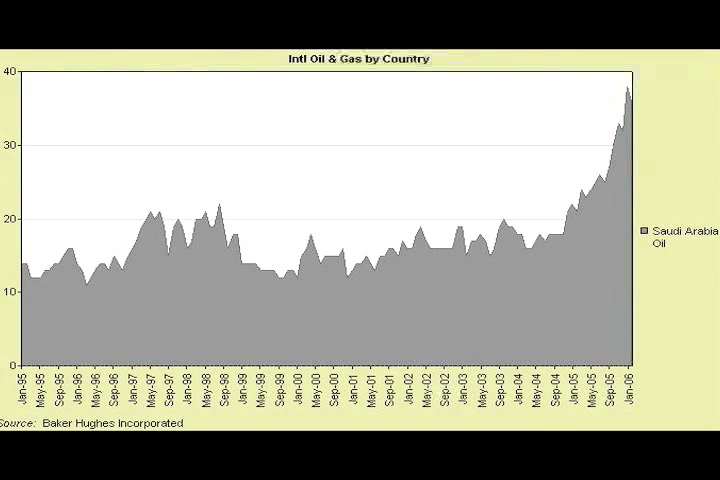 Intl Oil & Gas by Country
40
30
20
10
0
Saudi Arabia
Oil
Jan-95
May-95
Sep-95
Jan-96
May-96
Sep-96
Jan-97
May-97
Sep-97
Jan-98
May-98
Sep-98
Jan-99
May-99
Sep-99
Jan-00
May-00
Sep-00
Jan-01
May-01
Sep-01
Jan-02
May-02
Sep-02
Jan-03
May-03
Sep-03
Jan-04
May-04
Sep-04
Jan-05
May-05
Sep-05
Jan-06
Source: Baker Hughes Incorporated